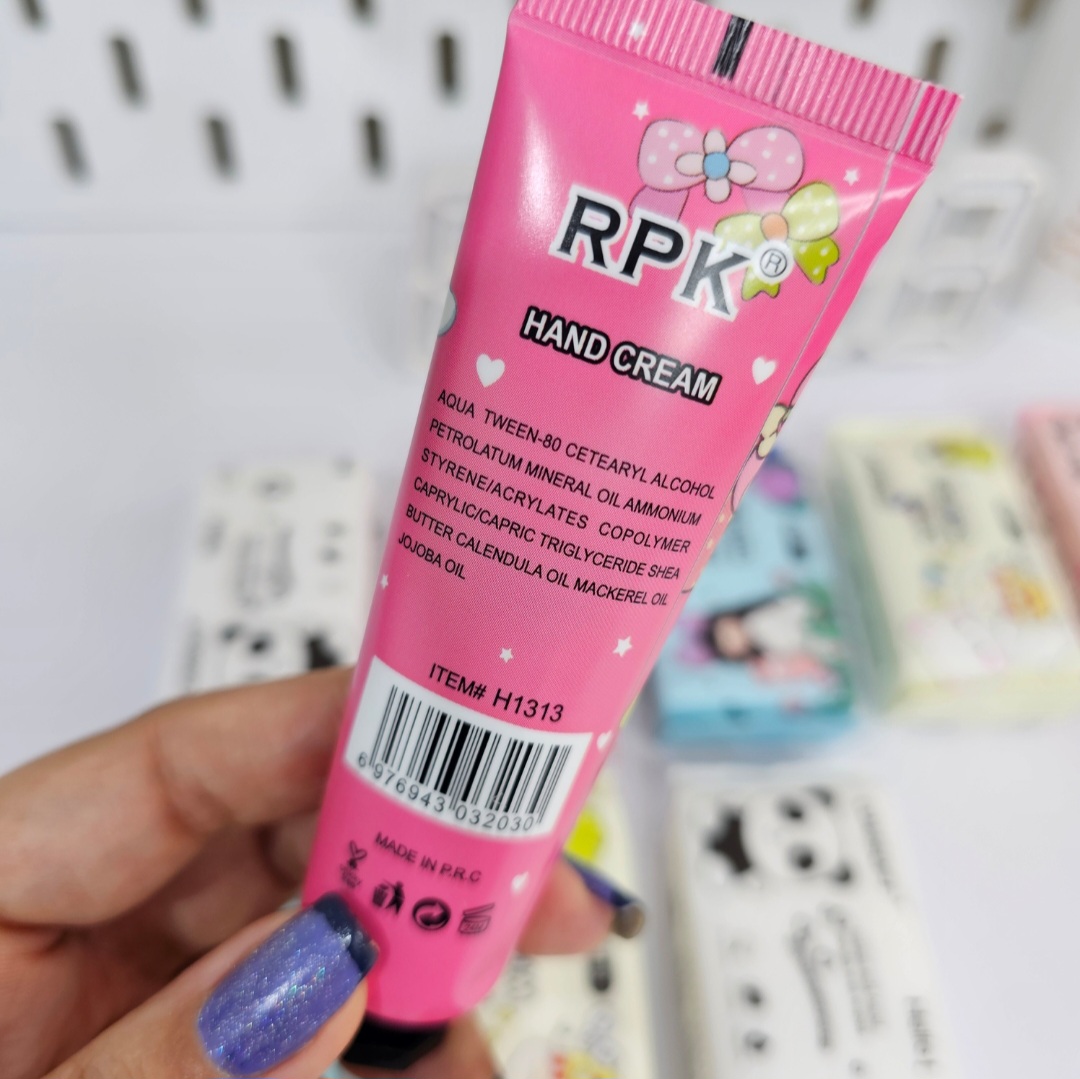 RPK®
HAND CREAM
AQUA TWEEN-80 CETEARYL ALCOHOL
PETROLATUM MINERAL OIL AMMONIUM
STYRENE/ACRYLATES COPOLYMER
CAPRYLIC/CAPRIC TRIGLYCERIDE SHEA
BUTTER CALENDULA OIL MACKEREL OIL
JOJOBA OIL
ITEM# H1313
6 976943 032030
MADE IN P.R.C